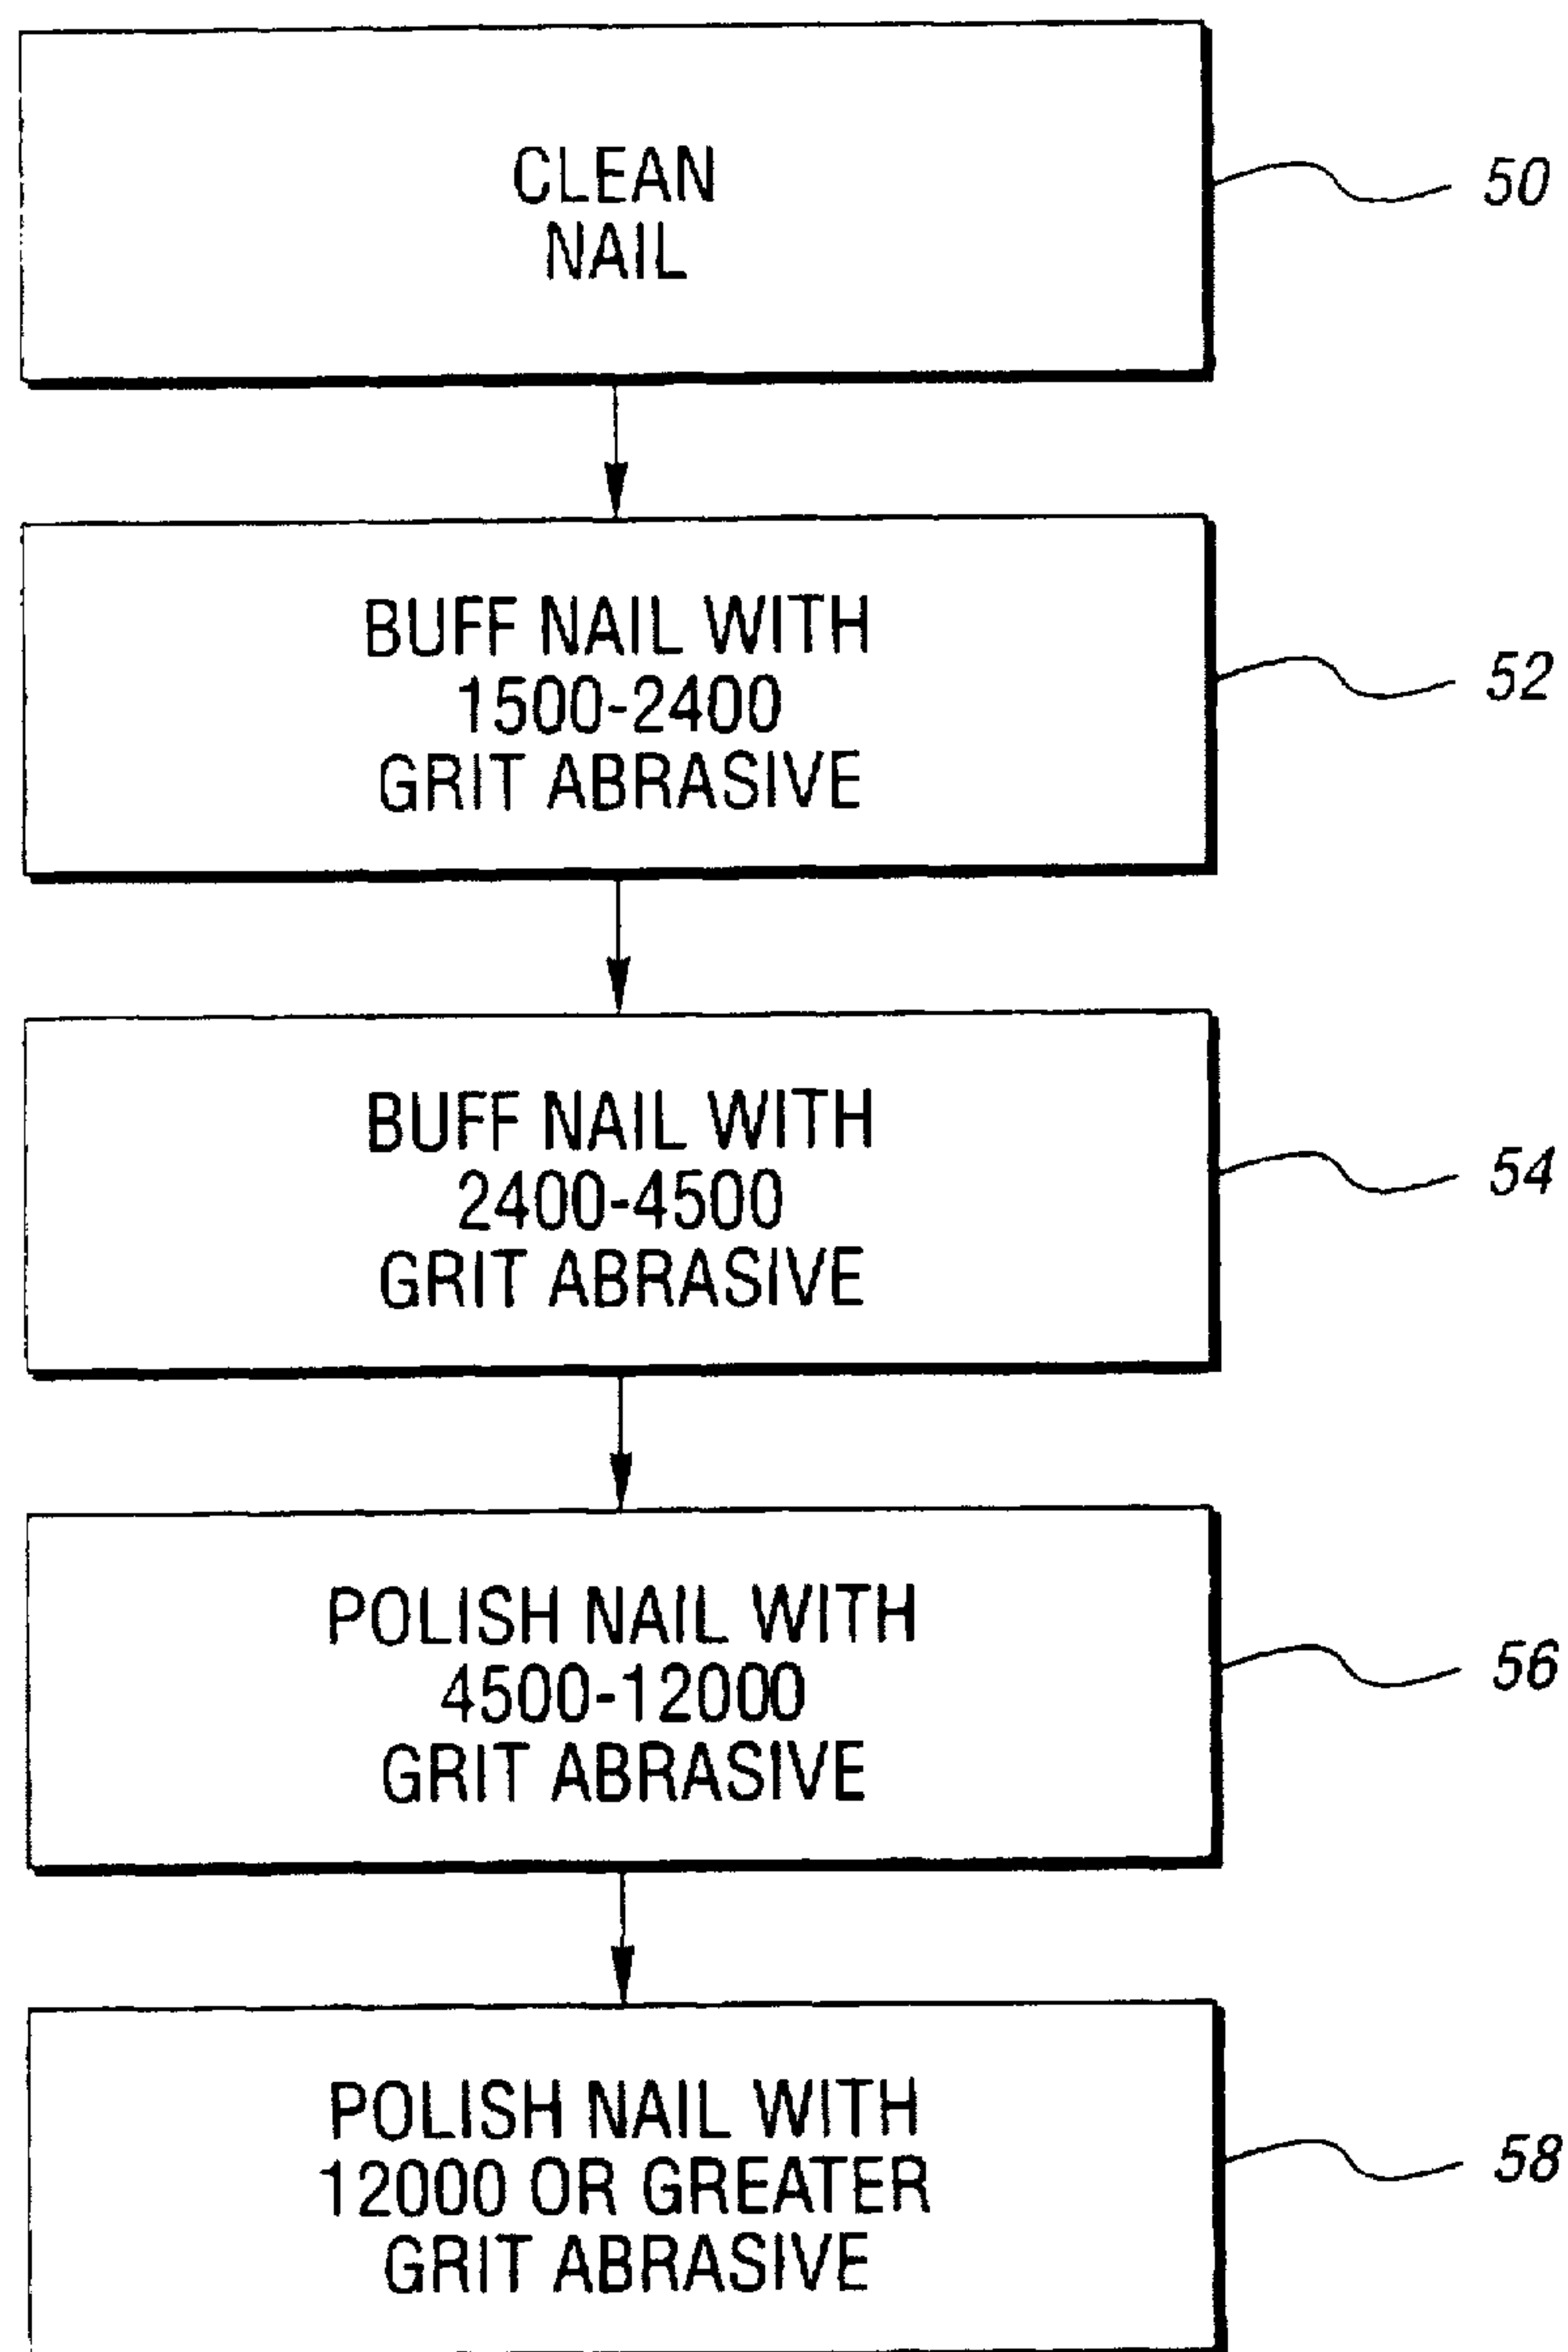 CLEAN
NAIL
50
BUFF NAIL WITH
1500-2400
GRIT ABRASIVE
52
BUFF NAIL WITH
2400-4500
GRIT ABRASIVE
54
POLISH NAIL WITH
4500-12000
GRIT ABRASIVE
56
POLISH NAIL WITH
12000 OR GREATER
GRIT ABRASIVE
58